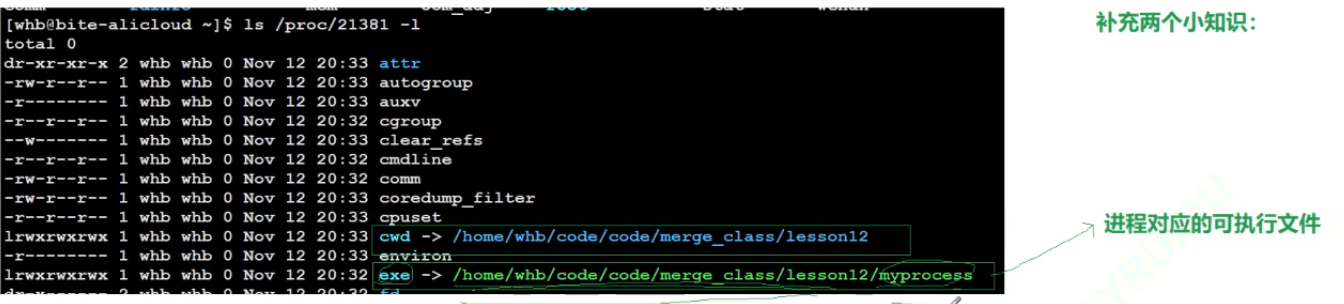 补充两个小知识：
[whb@bite-alicloud ~]$ ls /proc/21381 -l
total 0
dr-xr-xr-x 2 whb whb 0 Nov 12 20:33 attr
-rw-r--r-- 1 whb whb 0 Nov 12 20:33 autogroup
-r-------- 1 whb whb 0 Nov 12 20:33 auxv
-r--r--r-- 1 whb whb 0 Nov 12 20:32 cgroup
--w------- 1 whb whb 0 Nov 12 20:33 clear_refs
-r--r--r-- 1 whb whb 0 Nov 12 20:32 cmdline
-rw-r--r-- 1 whb whb 0 Nov 12 20:32 comm
-rw-r--r-- 1 whb whb 0 Nov 12 20:33 coredump_filter
-r--r--r-- 1 whb whb 0 Nov 12 20:33 cpuset
lrwxrwxrwx 1 whb whb 0 Nov 12 20:33 cwd -> /home/whb/code/code/merge_class/lesson12
-r-------- 1 whb whb 0 Nov 12 20:33 environ
lrwxrwxrwx 1 whb whb 0 Nov 12 20:32 exe -> /home/whb/code/code/merge_class/lesson12/myprocess
进程对应的可执行文件